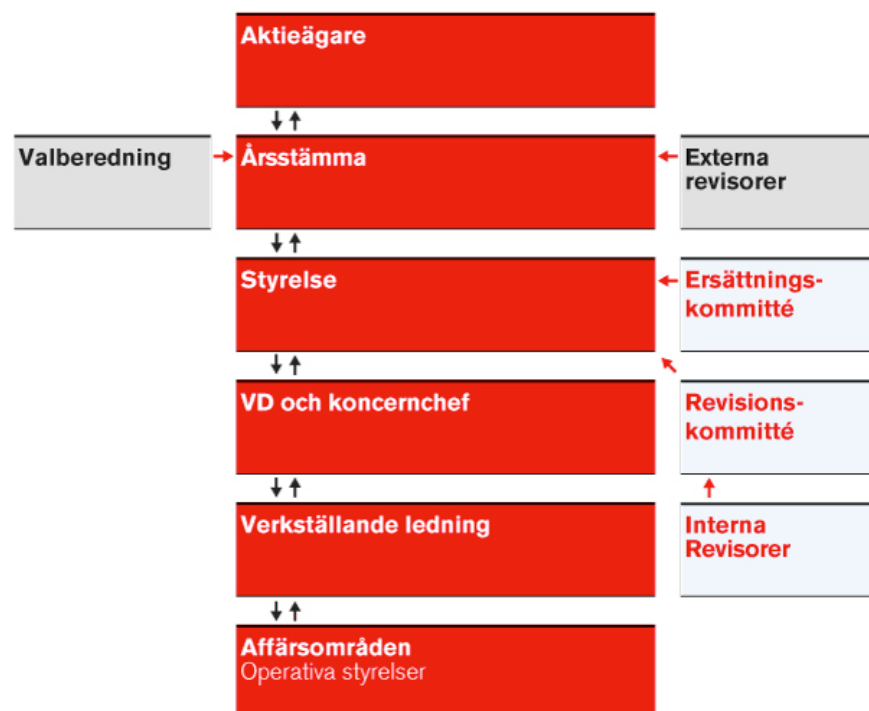 Aktieägare
Valberedning
Årsstämma
Externa
revisorer
Styrelse
Ersättnings-
kommitté
VD och koncernchef
Revisions-
kommitté
Verkställande ledning
Interna
Revisorer
Affärsområden
Operativa styrelser